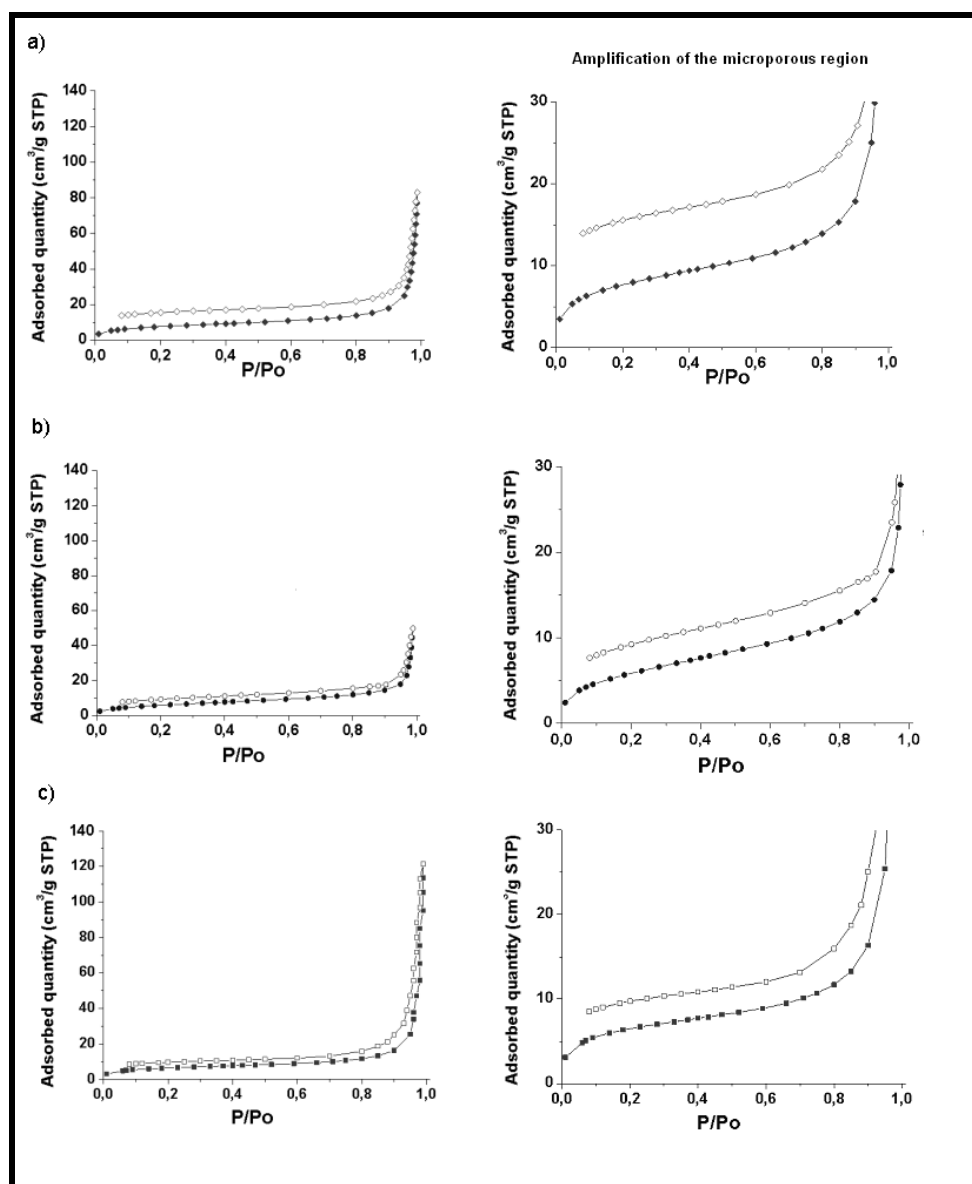 a)
Amplification of the microporous region
Adsorbed quantity (cm³/g STP)
140
120
100
80
60
40
20
0
0,0 0,2 0,4 0,6 0,8 1,0
P/Po
Adsorbed quantity (cm³/g STP)
30
20
10
0
0,0 0,2 0,4 0,6 0,8 1,0
P/Po
b)
Adsorbed quantity (cm³/g STP)
140
120
100
80
60
40
20
0
0,0 0,2 0,4 0,6 0,8 1,0
P/Po
Adsorbed quantity (cm³/g STP)
30
20
10
0
0,0 0,2 0,4 0,6 0,8 1,0
P/Po
c)
Adsorbed quantity (cm³/g STP)
140
120
100
80
60
40
20
0
0,0 0,2 0,4 0,6 0,8 1,0
P/Po
Adsorbed quantity (cm³/g STP)
30
20
10
0
0,0 0,2 0,4 0,6 0,8 1,0
P/Po